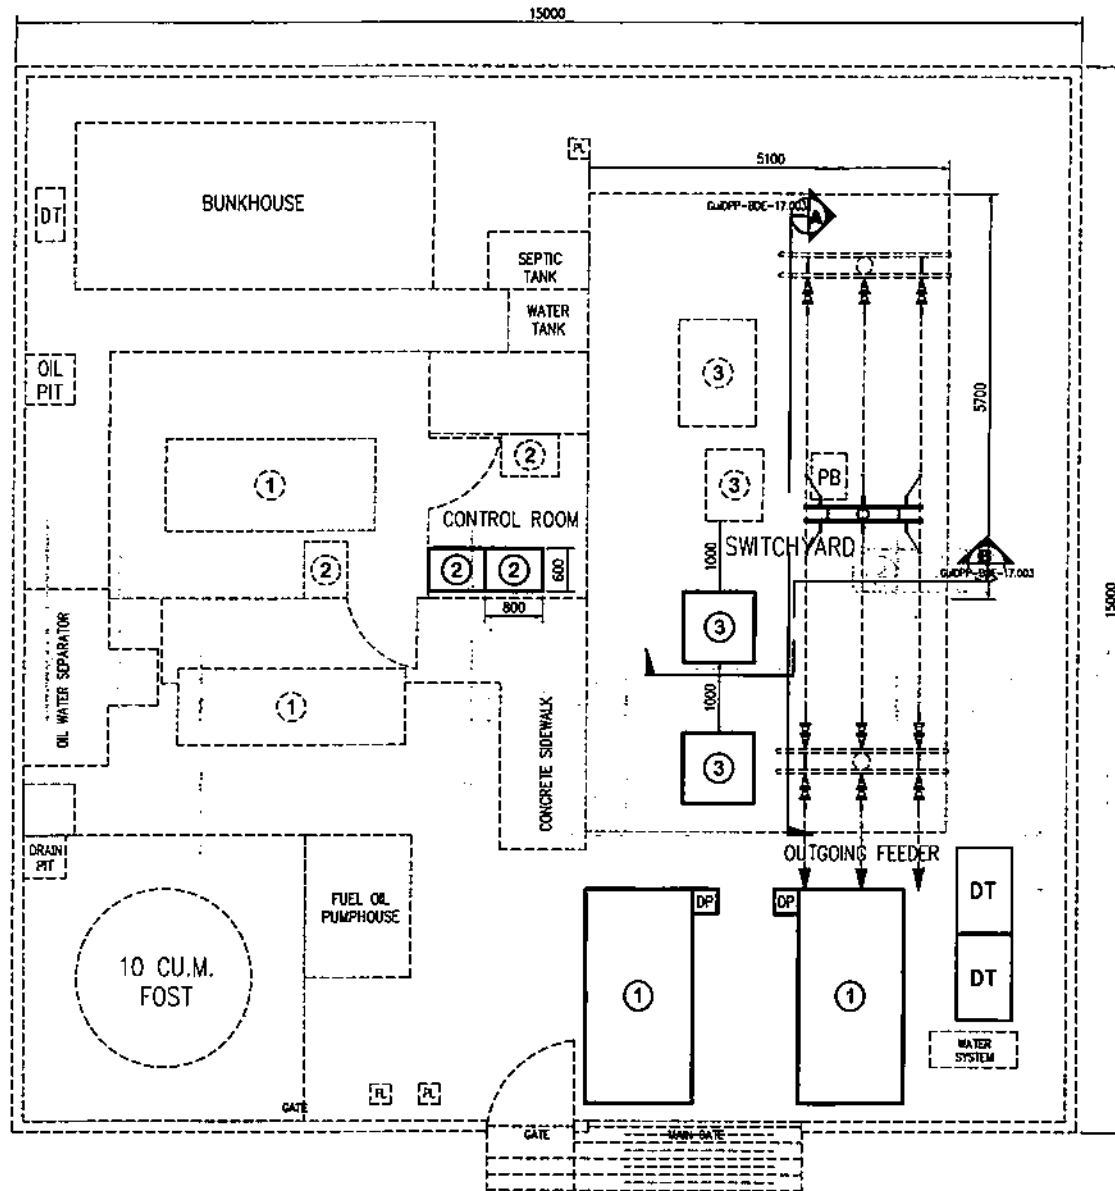 15000
PL
5100
BUNKHOUSE
DT
A
SEPTIC
TANK
WATER
TANK
OIL
PIT
3
5700
1
2
3
PB
CONTROL ROOM
SWITCHYARD
2
2
2
600
1000
B
800
3
15000
OIL WATER SEPARATOR
1
1000
CONCRETE SIDEWALK
3
DRAIN
PIT
OUTGOING FEEDER
FUEL OIL
PUMPHOUSE
DP
DP
DT
10 CU.M.
FOST
1
1
DT
WATER
SYSTEM
PL
PL
GATE
GATE
MAIN GATE